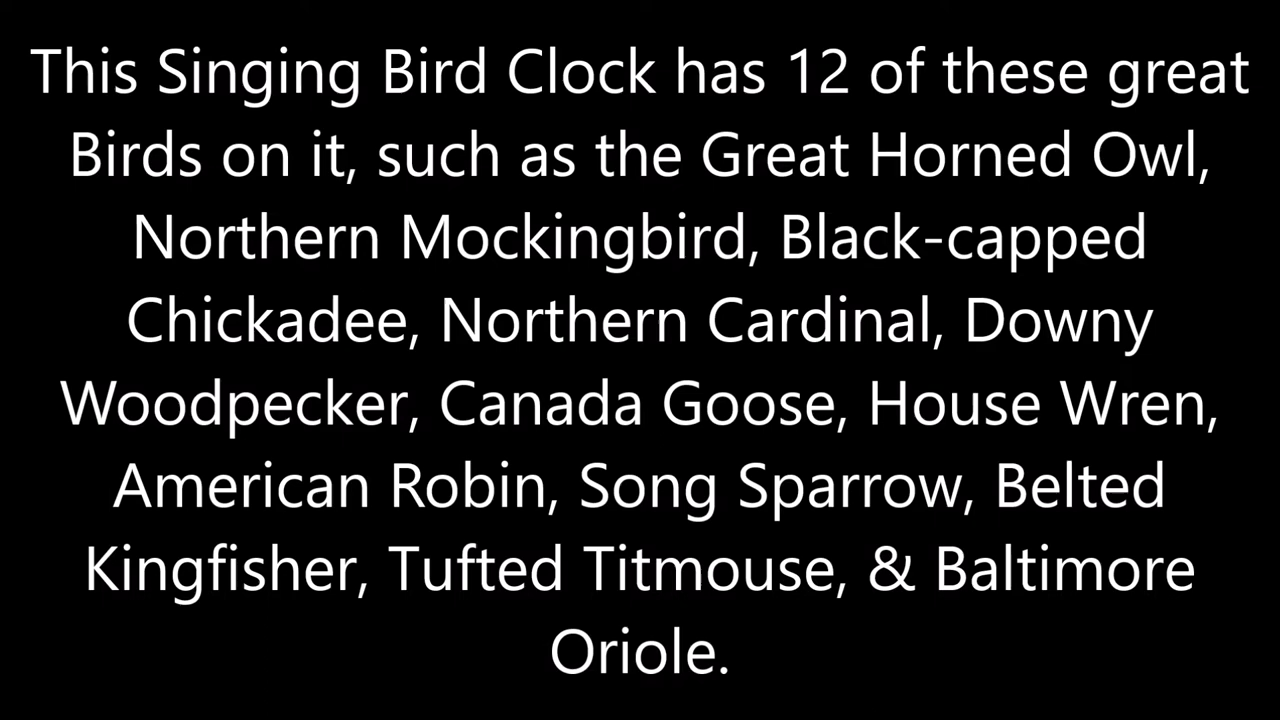 This Singing Bird Clock has 12 of these great
Birds on it, such as the Great Horned Owl,
Northern Mockingbird, Black-capped
Chickadee, Northern Cardinal, Downy
Woodpecker, Canada Goose, House Wren,
American Robin, Song Sparrow, Belted
Kingfisher, Tufted Titmouse, & Baltimore
Oriole.